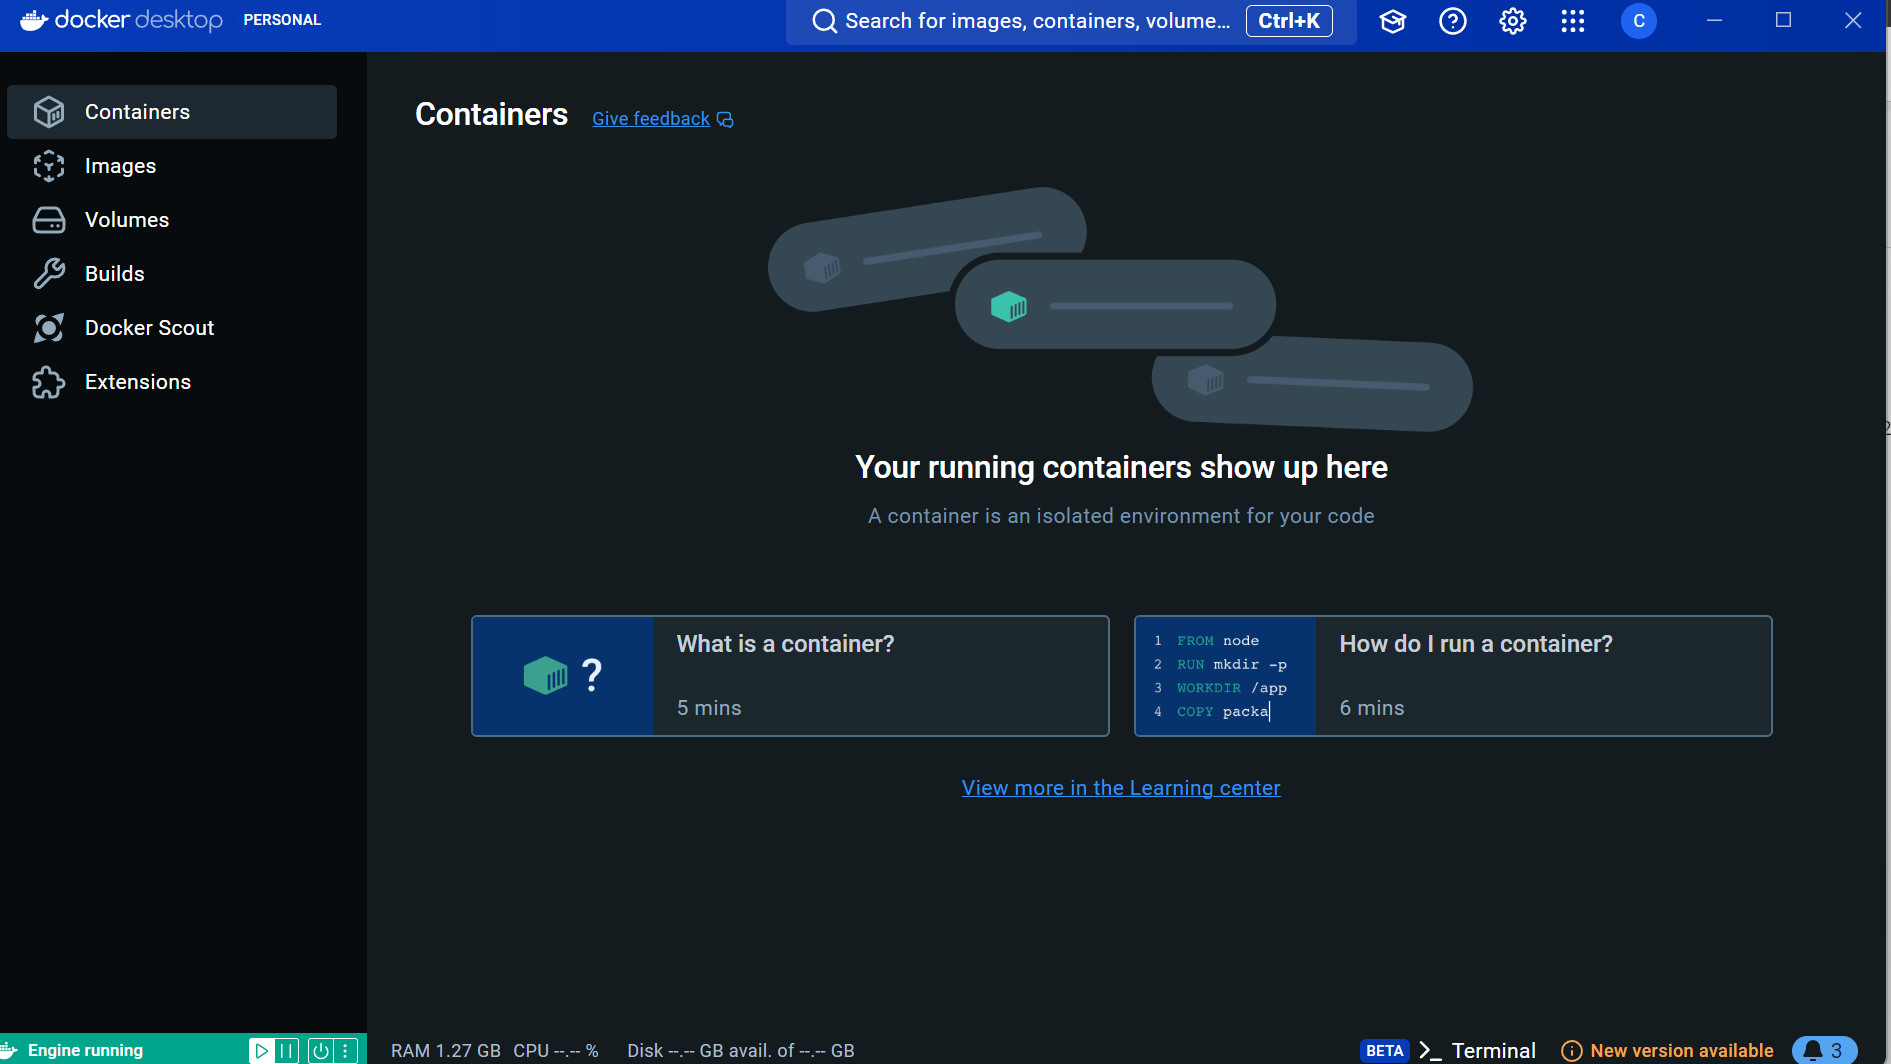 docker desktop PERSONAL
Search for images, containers, volume... Ctrl+K
C
Containers
Images
Volumes
Builds
Docker Scout
Extensions
Containers Give feedback
Your running containers show up here
A container is an isolated environment for your code
?
What is a container?
5 mins
1 FROM node
2 RUN mkdir -p
3 WORKDIR /app
4 COPY packa
How do I run a container?
6 mins
View more in the Learning center
Engine running
RAM 1.27 GB CPU --.-- % Disk --.-- GB avail. of --.-- GB
BETA >_ Terminal
New version available
3